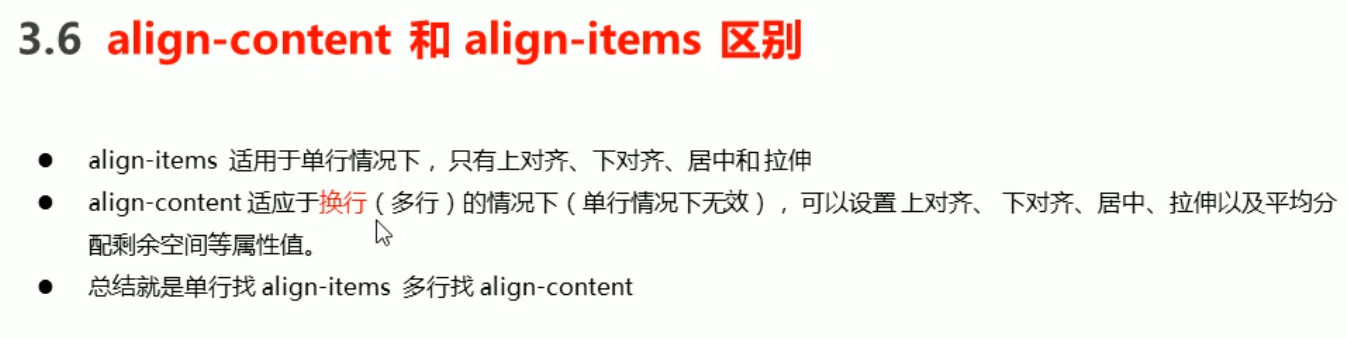 3.6 align-content 和 align-items 区别
● align-items 适用于单行情况下，只有上对齐、下对齐、居中和 拉伸
● align-content 适应于换行（多行）的情况下（单行情况下无效），可以设置 上对齐、 下对齐、居中、拉伸以及平均分
配剩余空间等属性值。
● 总结就是单行找 align-items 多行找 align-content